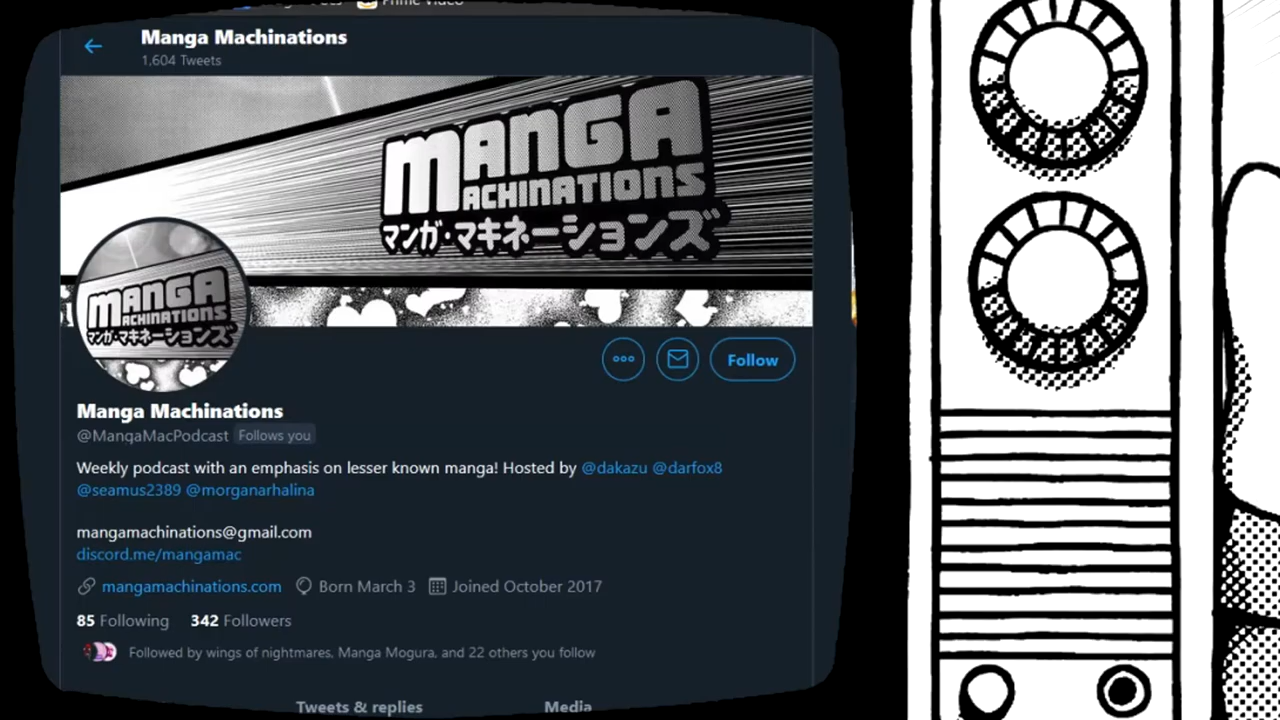 Prime Video
Manga Machinations
1,604 Tweets
MANGA
MACHINATIONS
マンガ・マキネーションズ
MANGA
MACHINATIONS
マンガ・マキネーションズ
Follow
Manga Machinations
@MangaMacPodcast Follows you
Weekly podcast with an emphasis on lesser known manga! Hosted by @dakazu @darfox8
@seamus2389 @morganarhalina
mangamachinations@gmail.com
discord.me/mangamac
mangamachinations.com Born March 3 Joined October 2017
85 Following 342 Followers
Followed by wings of nightmares, Manga Mogura, and 22 others you follow
Tweets & replies Media